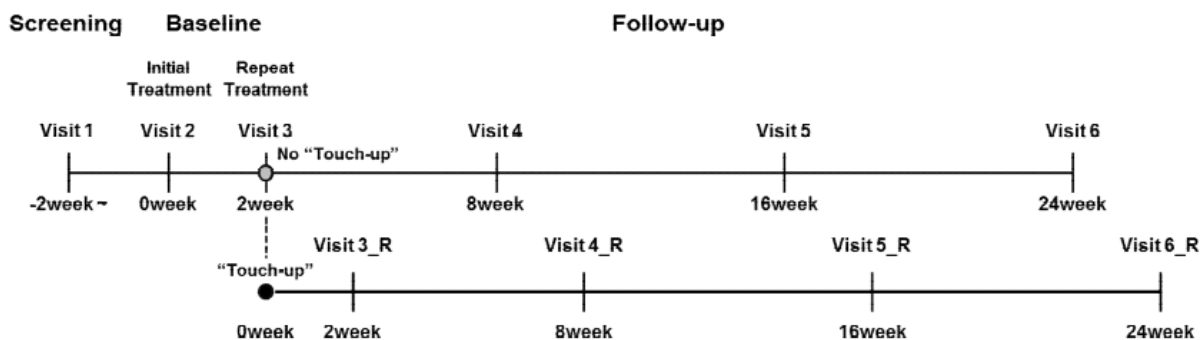 Screening Baseline Follow-up
Initial Treatment Repeat Treatment
Visit 1 Visit 2 Visit 3 Visit 4 Visit 5 Visit 6
No “Touch-up”
-2week ~ 0week 2week 8week 16week 24week
Visit 3_R Visit 4_R Visit 5_R Visit 6_R
“Touch-up”
0week 2week 8week 16week 24week